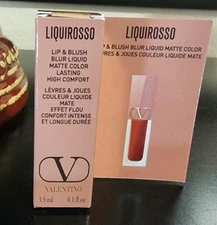 LIQUIROSSO
LIP & BLUSH
BLUR LIQUID
MATTE COLOR
LASTING
HIGH COMFORT
LÈVRES & JOUES
COULEUR LIQUIDE
MATE
EFFET FLOU
CONFORT INTENSE
ET LONGUE DURÉE
V
VALENTINO
3.9 ml 0.1 fl.oz
LIQUIROSSO
P & BLUSH BLUR LIQUID MATTE COLOR
VRES & JOUES COULEUR LIQUIDE MATE